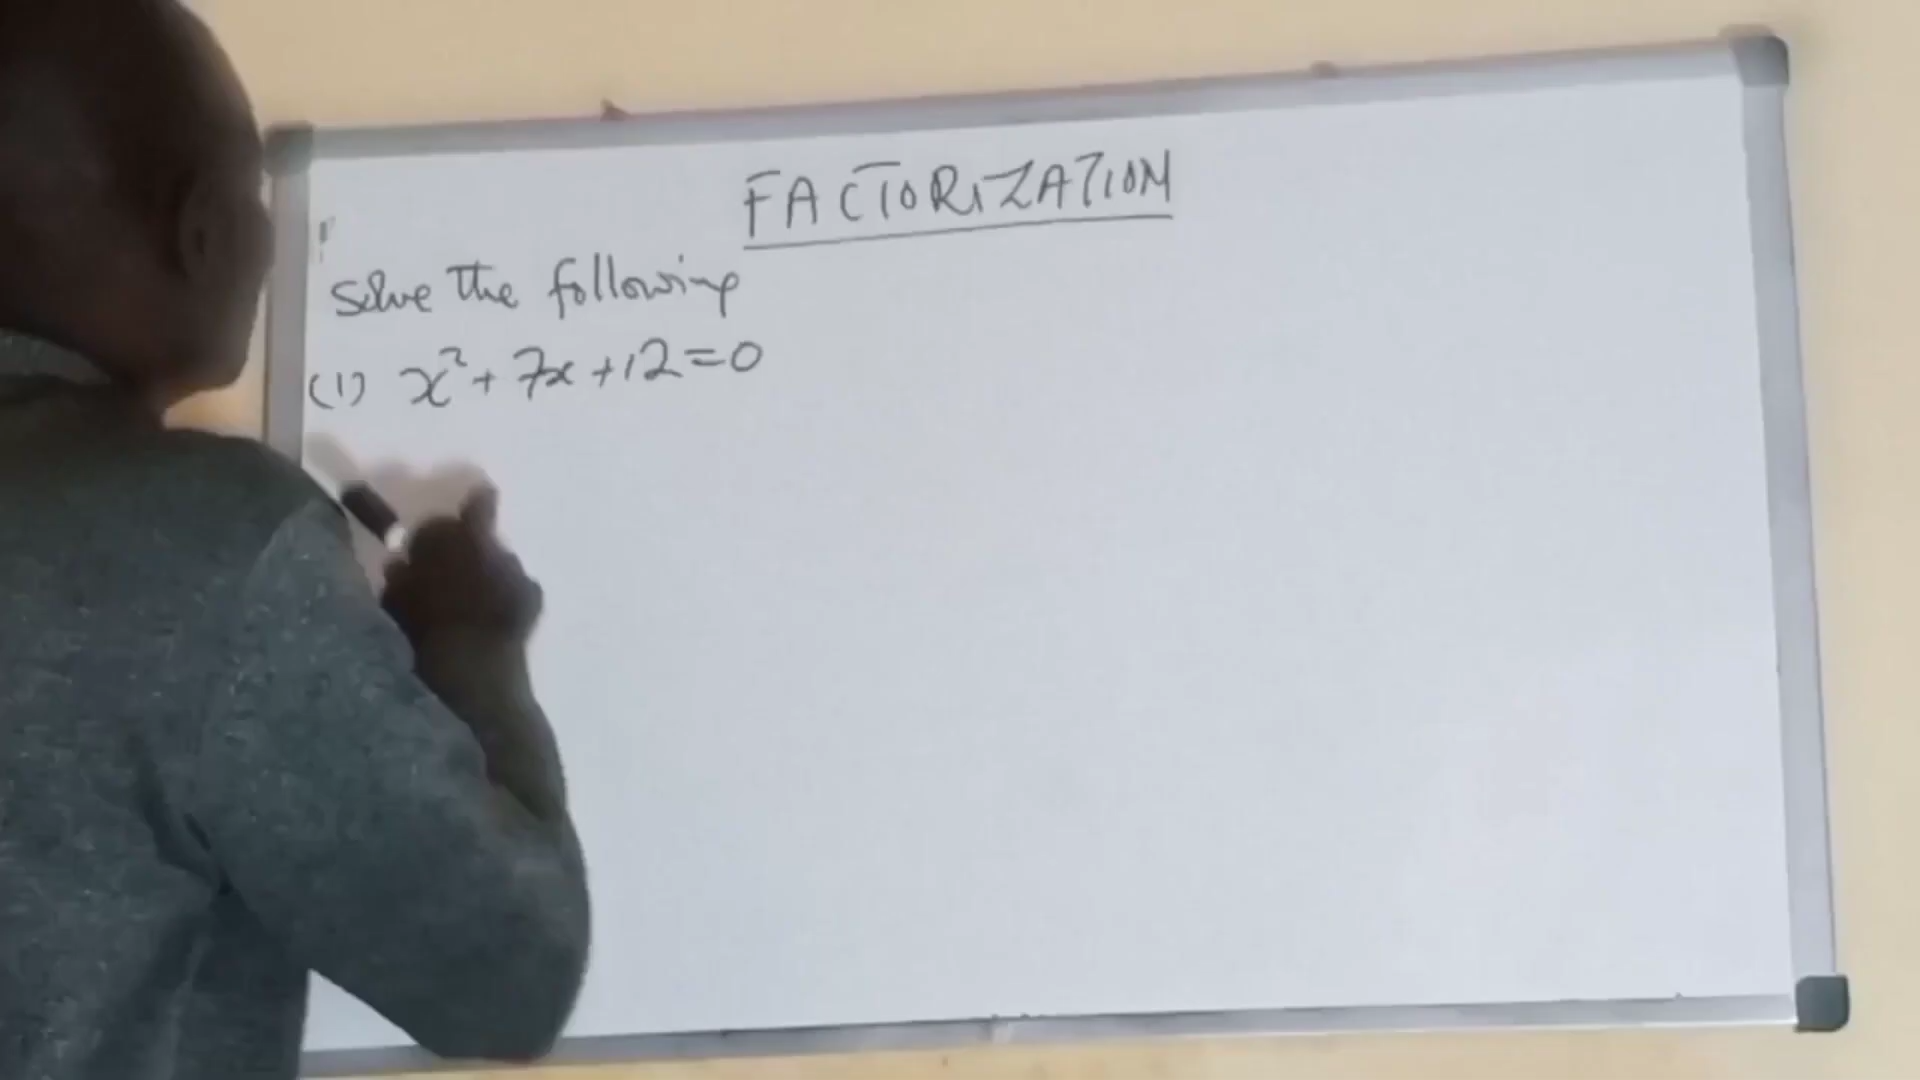 FACTORIZATION
Solve the following
(1) x² + 7x + 12 = 0